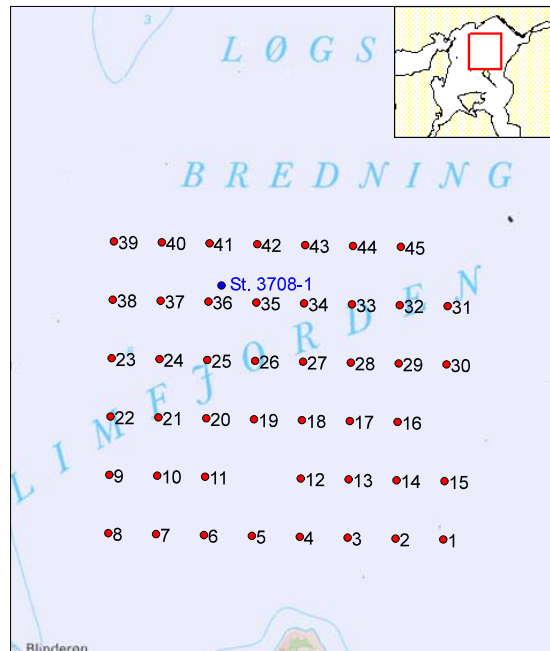 3
LØGS
BREDNING
39 40 41 42 43 44 45
St. 3708-1
38 37 36 35 34 33 32 31
23 24 25 26 27 28 29 30
LIMFJORDEN
22 21 20 19 18 17 16
9 10 11 12 13 14 15
8 7 6 5 4 3 2 1
Blinderøn